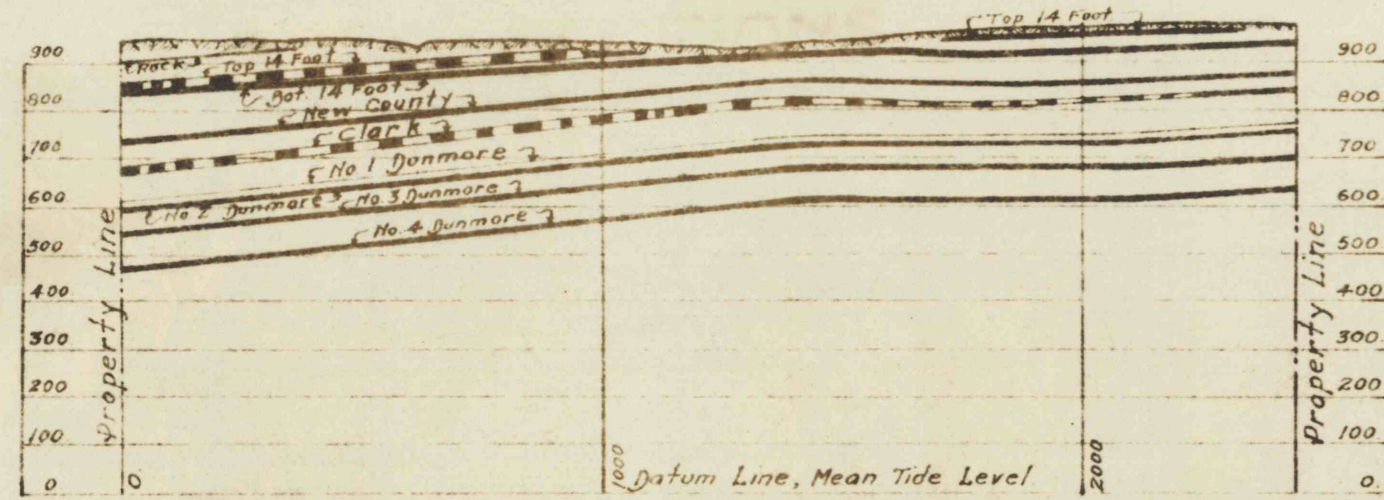 Top 14 Foot
900
900
Rock
Top 14 Foot
Bot. 14 Foot
800
800
New County
Clark
700
700
No 1 Dunmore
600
600
No. 2 Dunmore
No. 3 Dunmore
No. 4 Dunmore
500
500
Property Line
Property Line
400
400
300
300
200
200
100
100
0
0
1000
Datum Line, Mean Tide Level
2000
0